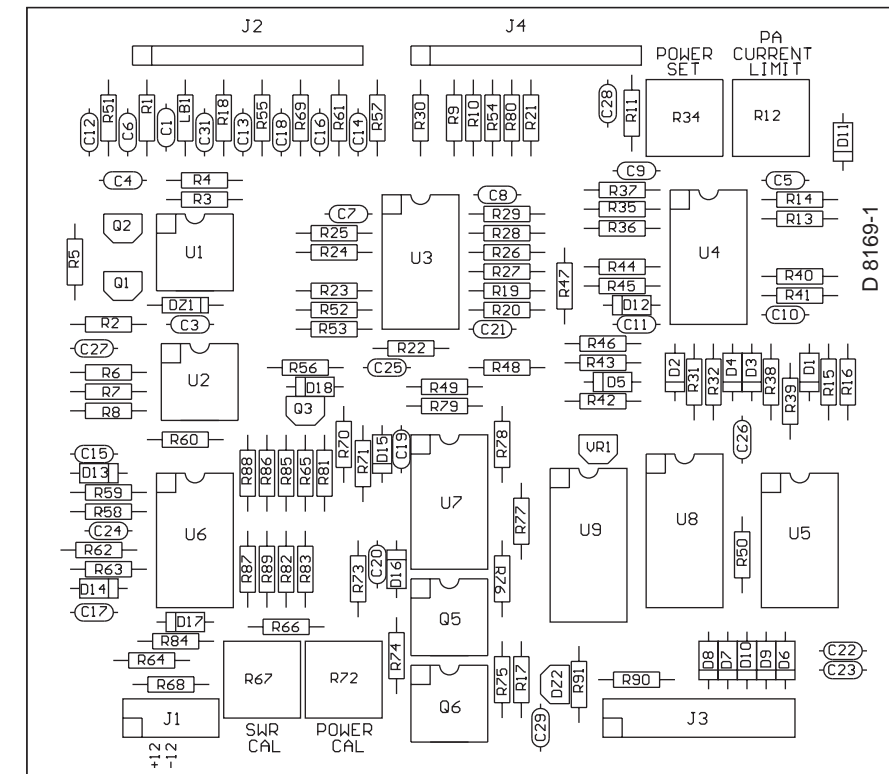 J2 J4
PA
POWER CURRENT
SET LIMIT
R51 R1 LB1 R18 R55 R69 R61 R57 R30 R9 R10 R54 R80 R21 C28 R11 R34 R12
C12 C6 C1 C31 C13 C18 C16 C14 D11
C4 R4 C9 C5
R3 C8 R37 R14
Q2 C7 R29 R35 R13
U1 R25 R28 R36
R5 R24 U3 R26 U4 D 8169-1
Q1 R27 R44 R40
R23 R19 R47 R45 R41
DZ1 R52 R20 D12 C10
R2 C3 R53 C21 C11
C27 R22 R46
R6 U2 R56 C25 R48 R43 D2 R31 R32 D4 D3 R38 R39 D1 R15 R16
R7 D18 R49 D5
R8 Q3 R79 R42
R60 R70 C26
C15 R88 R86 R85 R65 R81 R71 D15 C19 R78 VR1
D13
R59
R58 U7 R77 U9 U8 U5
C24 U6
R62 R50
R63 R87 R89 R82 R83 R73 C20 D16 R76
D14
C17 Q5
D17 R66
R84 R74
R64 D8 D7 D10 D9 D6 C22
R68 R67 R72 R75 R17 DZ2 R91 R90 C23
Q6
J1 C29 J3
SWR POWER
CAL CAL
+12
-12